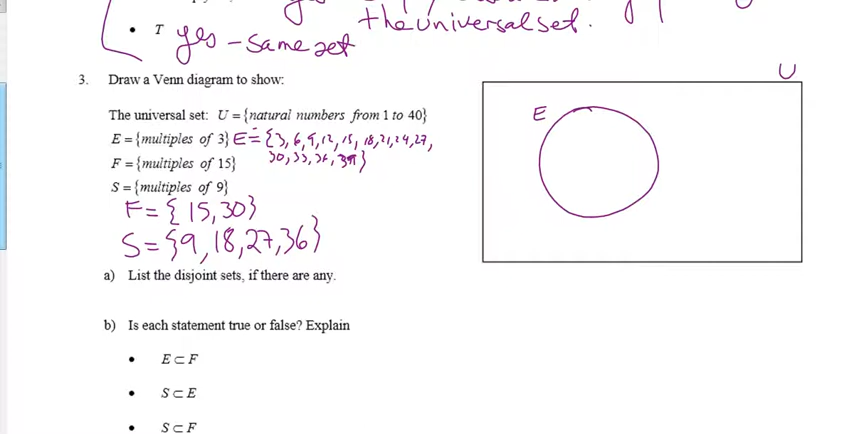 • T yes - same set
the universal set.
3. Draw a Venn diagram to show:
U
The universal set: U = {natural numbers from 1 to 40}
E = {multiples of 3} E = {3, 6, 9, 12, 15, 18, 21, 24, 27,
30, 33, 36, 39}
E
F = {multiples of 15}
S = {multiples of 9}
F = {15, 30}
S = {9, 18, 27, 36}
a) List the disjoint sets, if there are any.
b) Is each statement true or false? Explain
• E ⊂ F
• S ⊂ E
• S ⊂ F